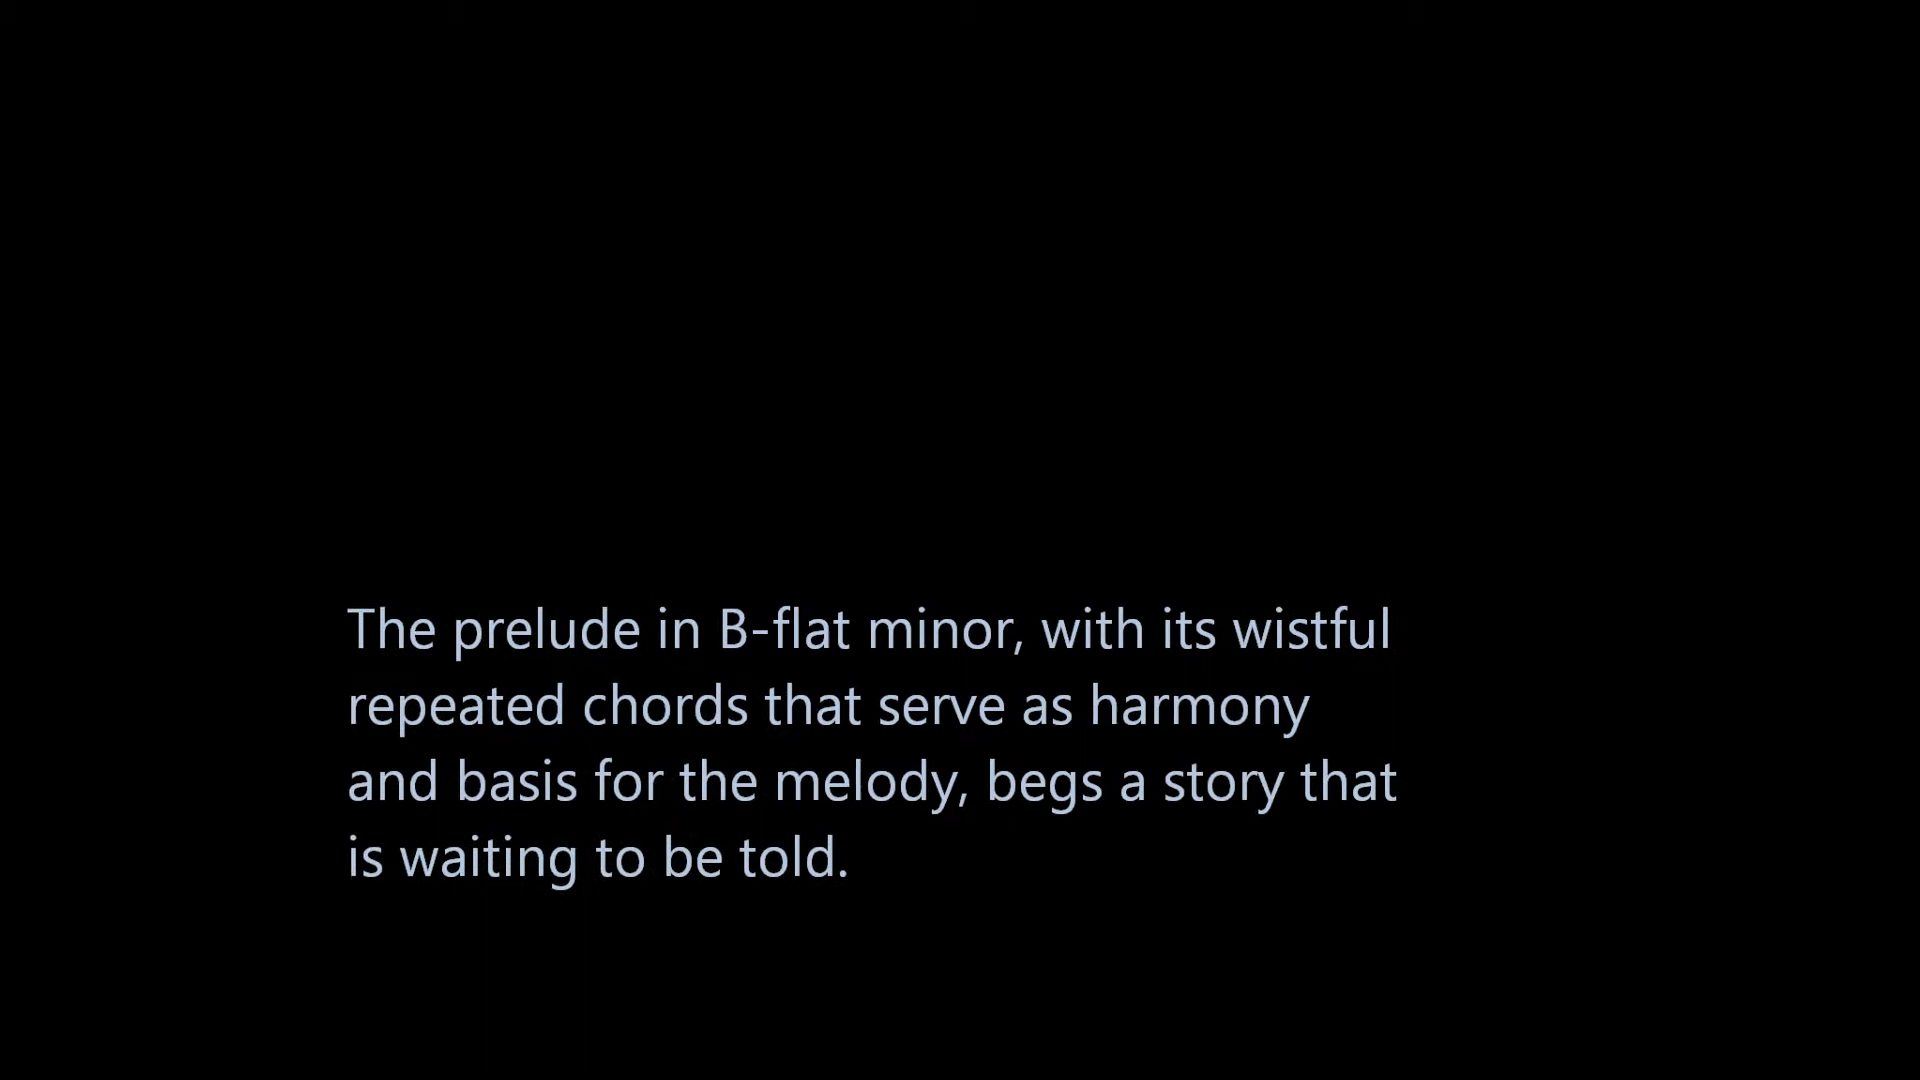 The prelude in B-flat minor, with its wistful
repeated chords that serve as harmony
and basis for the melody, begs a story that
is waiting to be told.